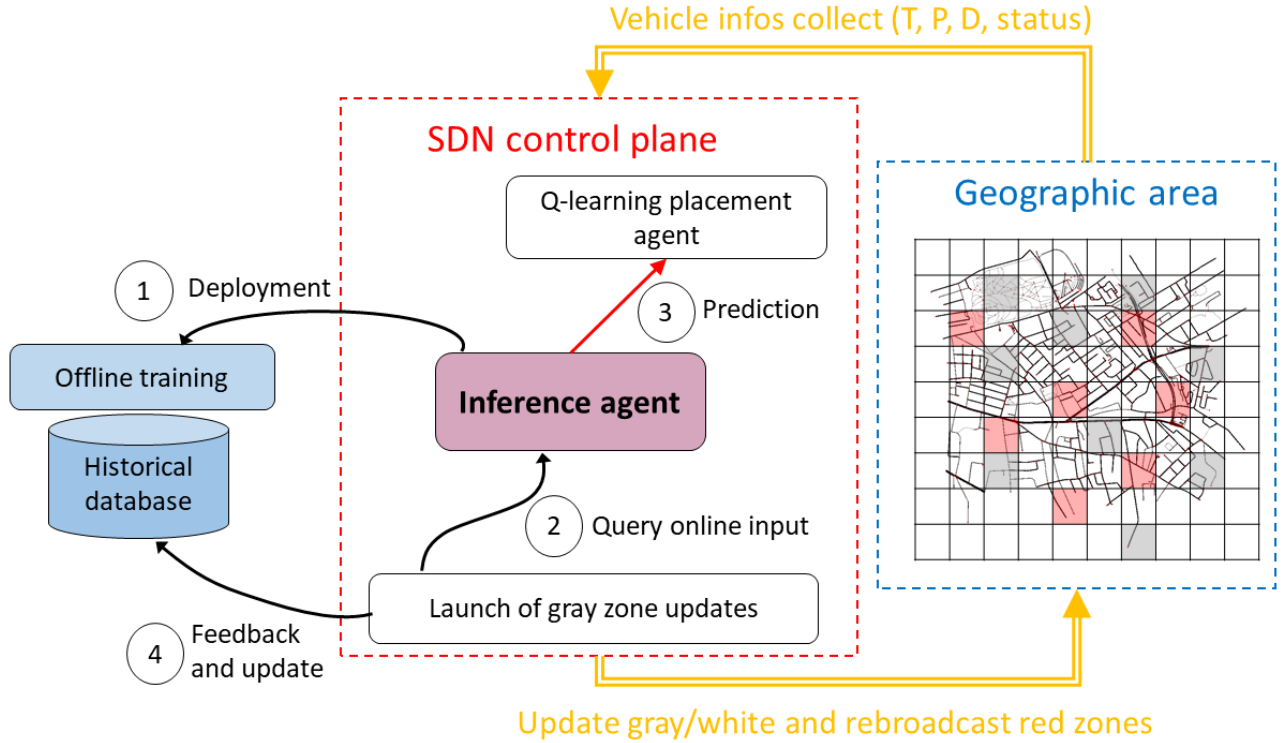 Vehicle infos collect (T, P, D, status)
SDN control plane
Geographic area
Q-learning placement
agent
1
Deployment
3
Prediction
Offline training
Inference agent
Historical
database
2
Query online input
Launch of gray zone updates
4
Feedback
and update
Update gray/white and rebroadcast red zones